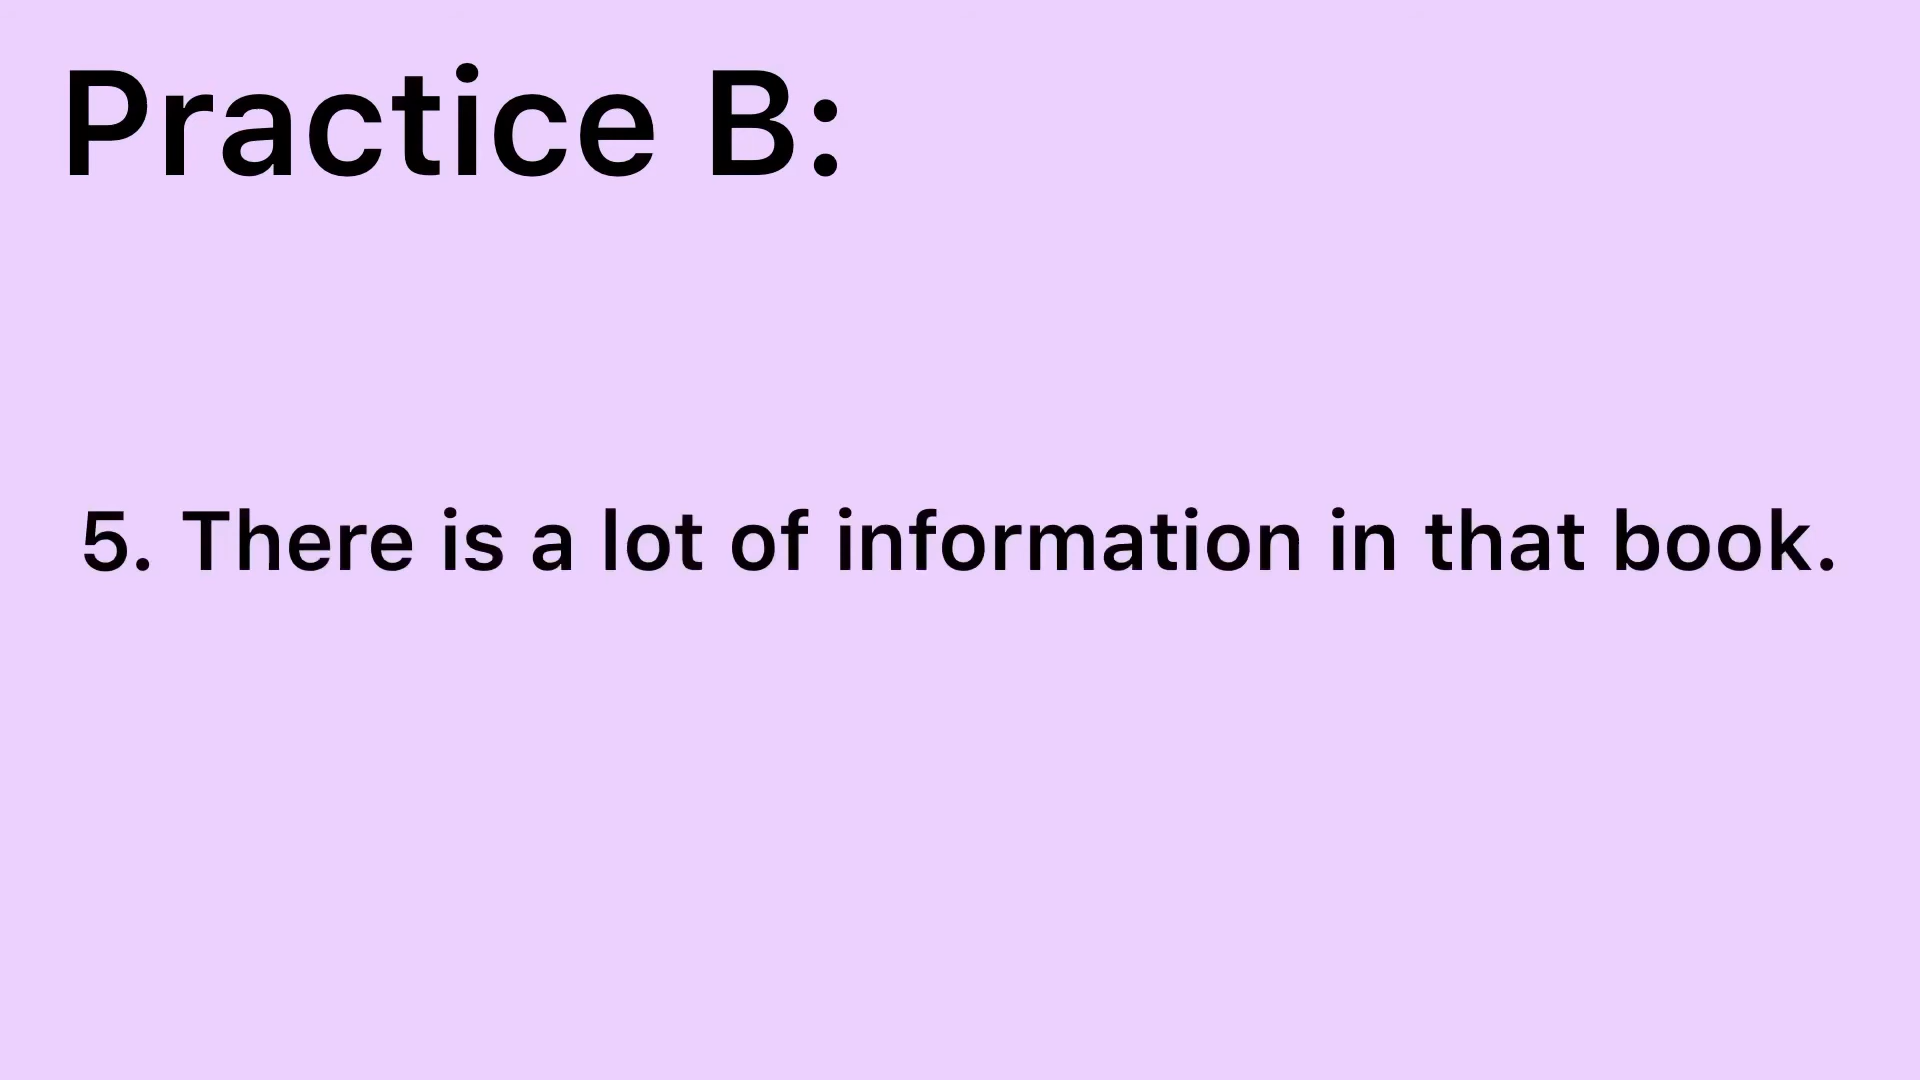 Practice B:
5. There is a lot of information in that book.